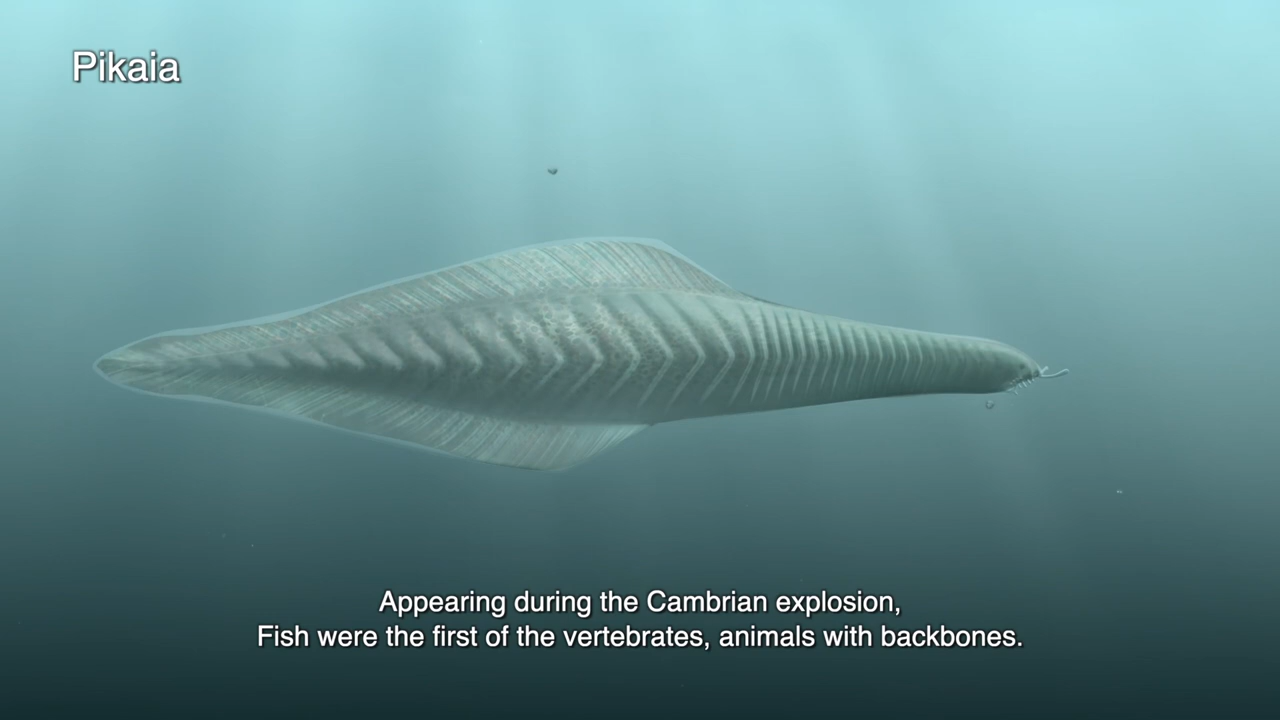 Pikaia
Appearing during the Cambrian explosion,
Fish were the first of the vertebrates, animals with backbones.